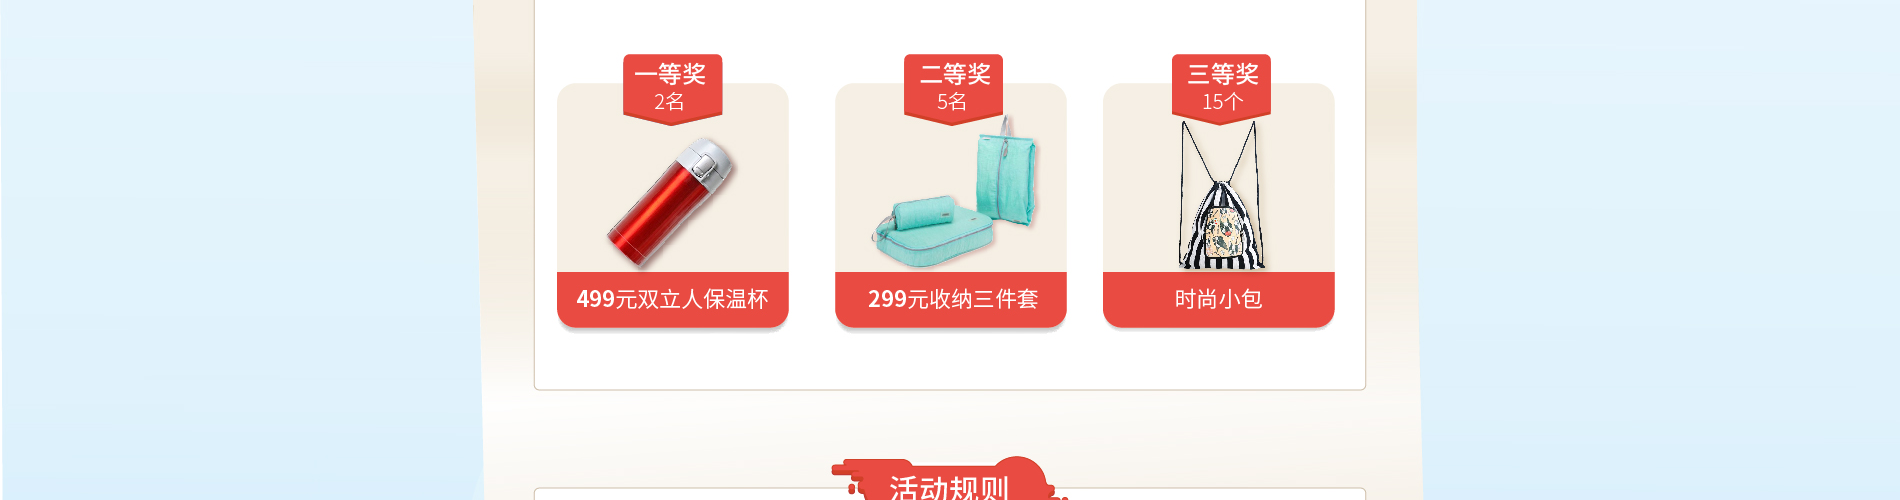 一等奖
2名
499元双立人保温杯
二等奖
5名
299元收纳三件套
三等奖
15个
时尚小包
活动规则